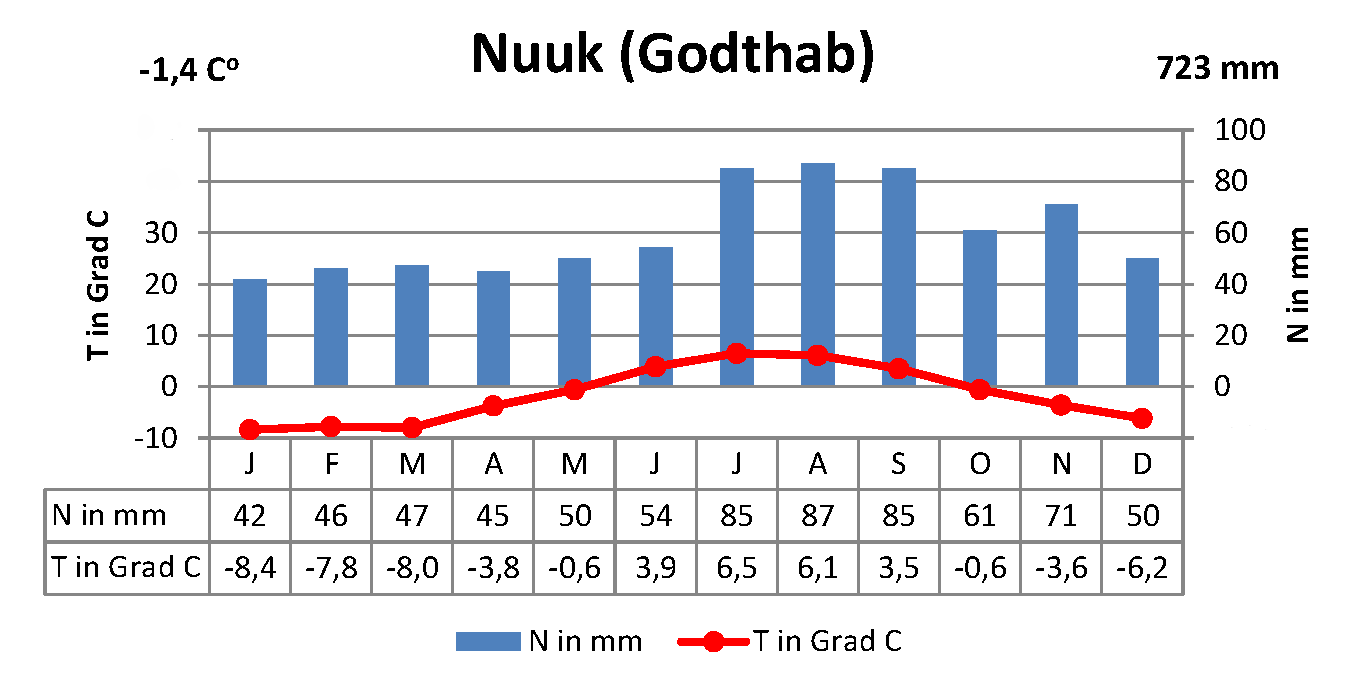 Nuuk (Godthab)
-1,4 Cº
723 mm
T in Grad C
30
20
10
0
-10
100
80
60
40
20
0
N in mm
J F M A M J J A S O N D
N in mm 42 46 47 45 50 54 85 87 85 61 71 50
T in Grad C -8,4 -7,8 -8,0 -3,8 -0,6 3,9 6,5 6,1 3,5 -0,6 -3,6 -6,2
N in mm T in Grad C